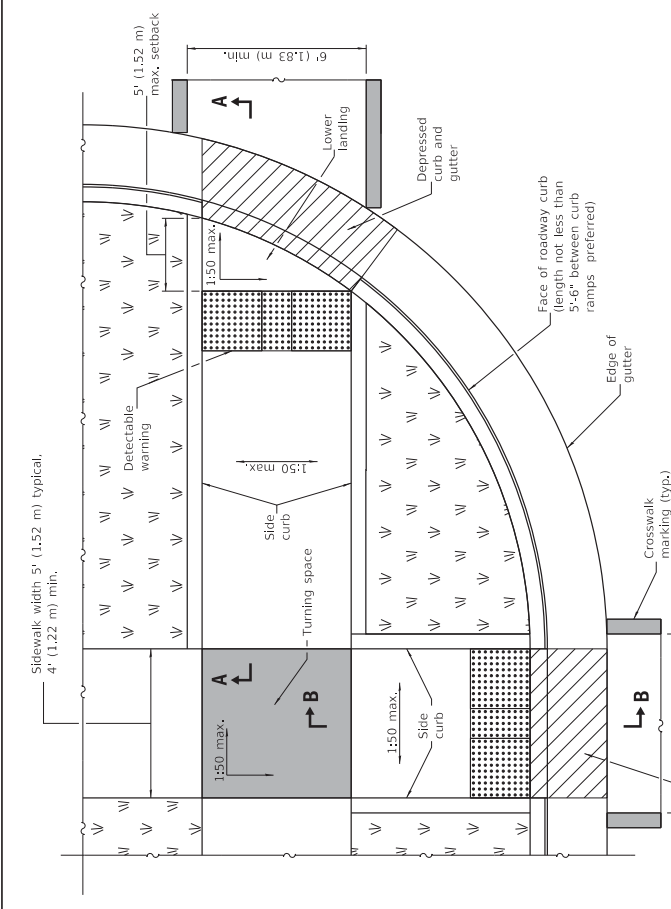 Sidewalk width 5' (1.52 m) typical,
4' (1.22 m) min.
5' (1.52 m)
max. setback
6' (1.83 m) min.
A
Lower
landing
1:50 max.
Depressed
curb and
gutter
Detectable
warning
1:50 max.
Side
curb
Turning space
Face of roadway curb
(length not less than
5'-6" between curb
ramps preferred)
Edge of
gutter
A
B
1:50 max.
1:50 max.
Side
curb
Crosswalk
marking (typ.)
B